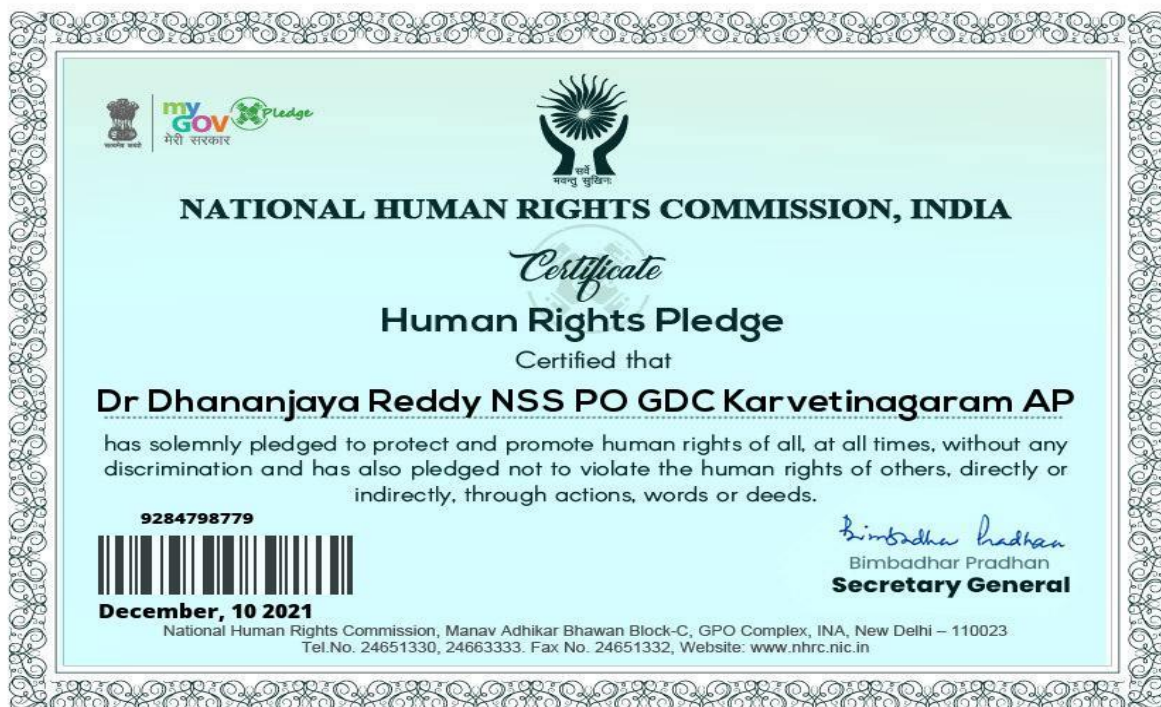 my
GOV Pledge
मेरी सरकार
सत्यमेव जयते
सर्वे
भवन्तु सुखिनः
NATIONAL HUMAN RIGHTS COMMISSION, INDIA
Certificate
Human Rights Pledge
Certified that
Dr Dhananjaya Reddy NSS PO GDC Karvetinagaram AP
has solemnly pledged to protect and promote human rights of all, at all times, without any
discrimination and has also pledged not to violate the human rights of others, directly or
indirectly, through actions, words or deeds.
9284798779
December, 10 2021
Bimbadhar Pradhan
Bimbadhar Pradhan
Secretary General
National Human Rights Commission, Manav Adhikar Bhawan Block-C, GPO Complex, INA, New Delhi – 110023
Tel.No. 24651330, 24663333. Fax No. 24651332, Website: www.nhrc.nic.in